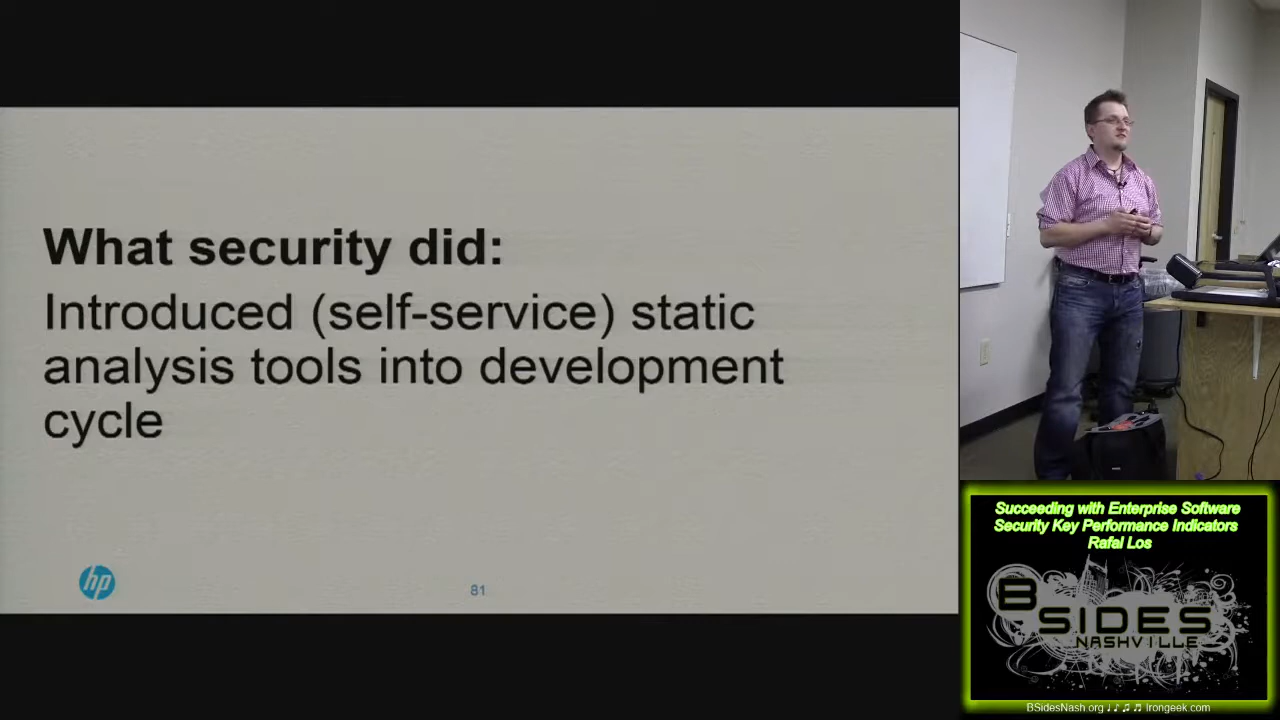 What security did:
Introduced (self-service) static
analysis tools into development
cycle
hp
81
Succeeding with Enterprise Software
Security Key Performance Indicators
Rafal Los
BSIDES
NASHVILLE
BSidesNash.org ♩♪♫♬ Irongeek.com